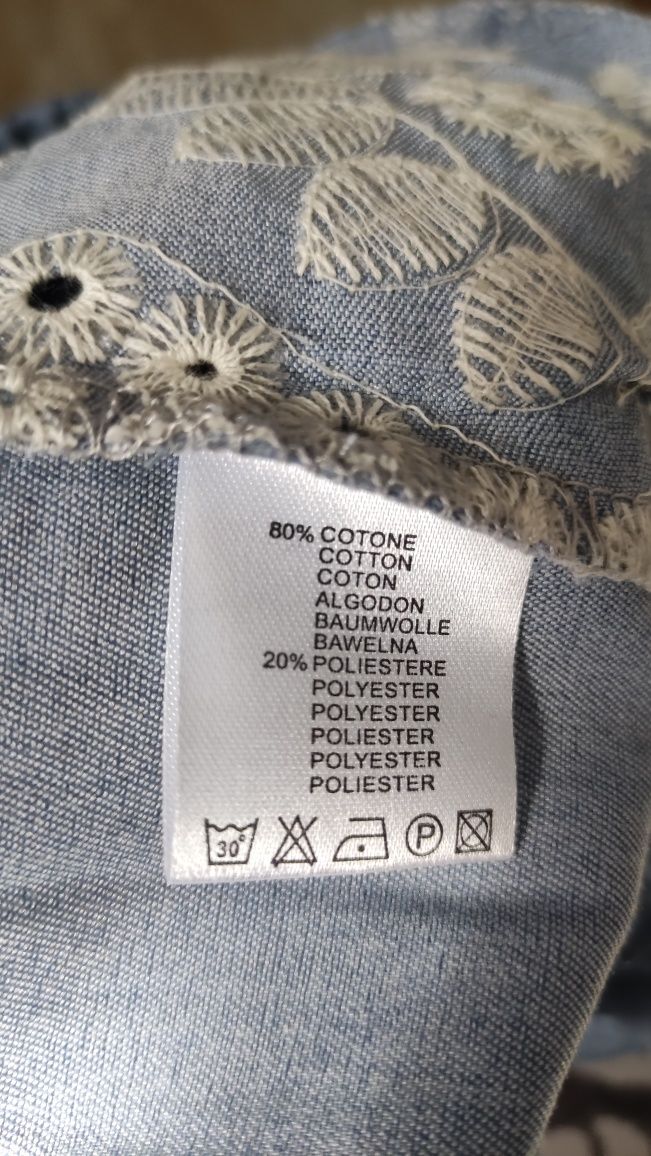 80% COTONE
COTTON
COTON
ALGODON
BAUMWOLLE
BAWELNA
20% POLIESTERE
POLYESTER
POLYESTER
POLIESTER
POLYESTER
POLIESTER
30° P